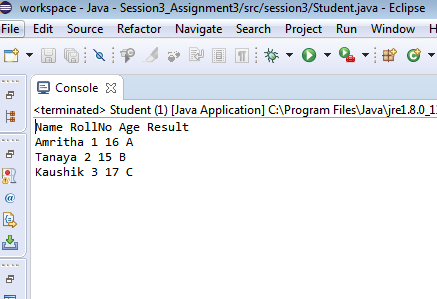 workspace - Java - Session3_Assignment3/src/session3/Student.java - Eclipse
File Edit Source Refactor Navigate Search Project Run Window
Console
<terminated> Student (1) [Java Application] C:\Program Files\Java\jre1.8.0_1
Name RollNo Age Result
Amritha 1 16 A
Tanaya 2 15 B
Kaushik 3 17 C